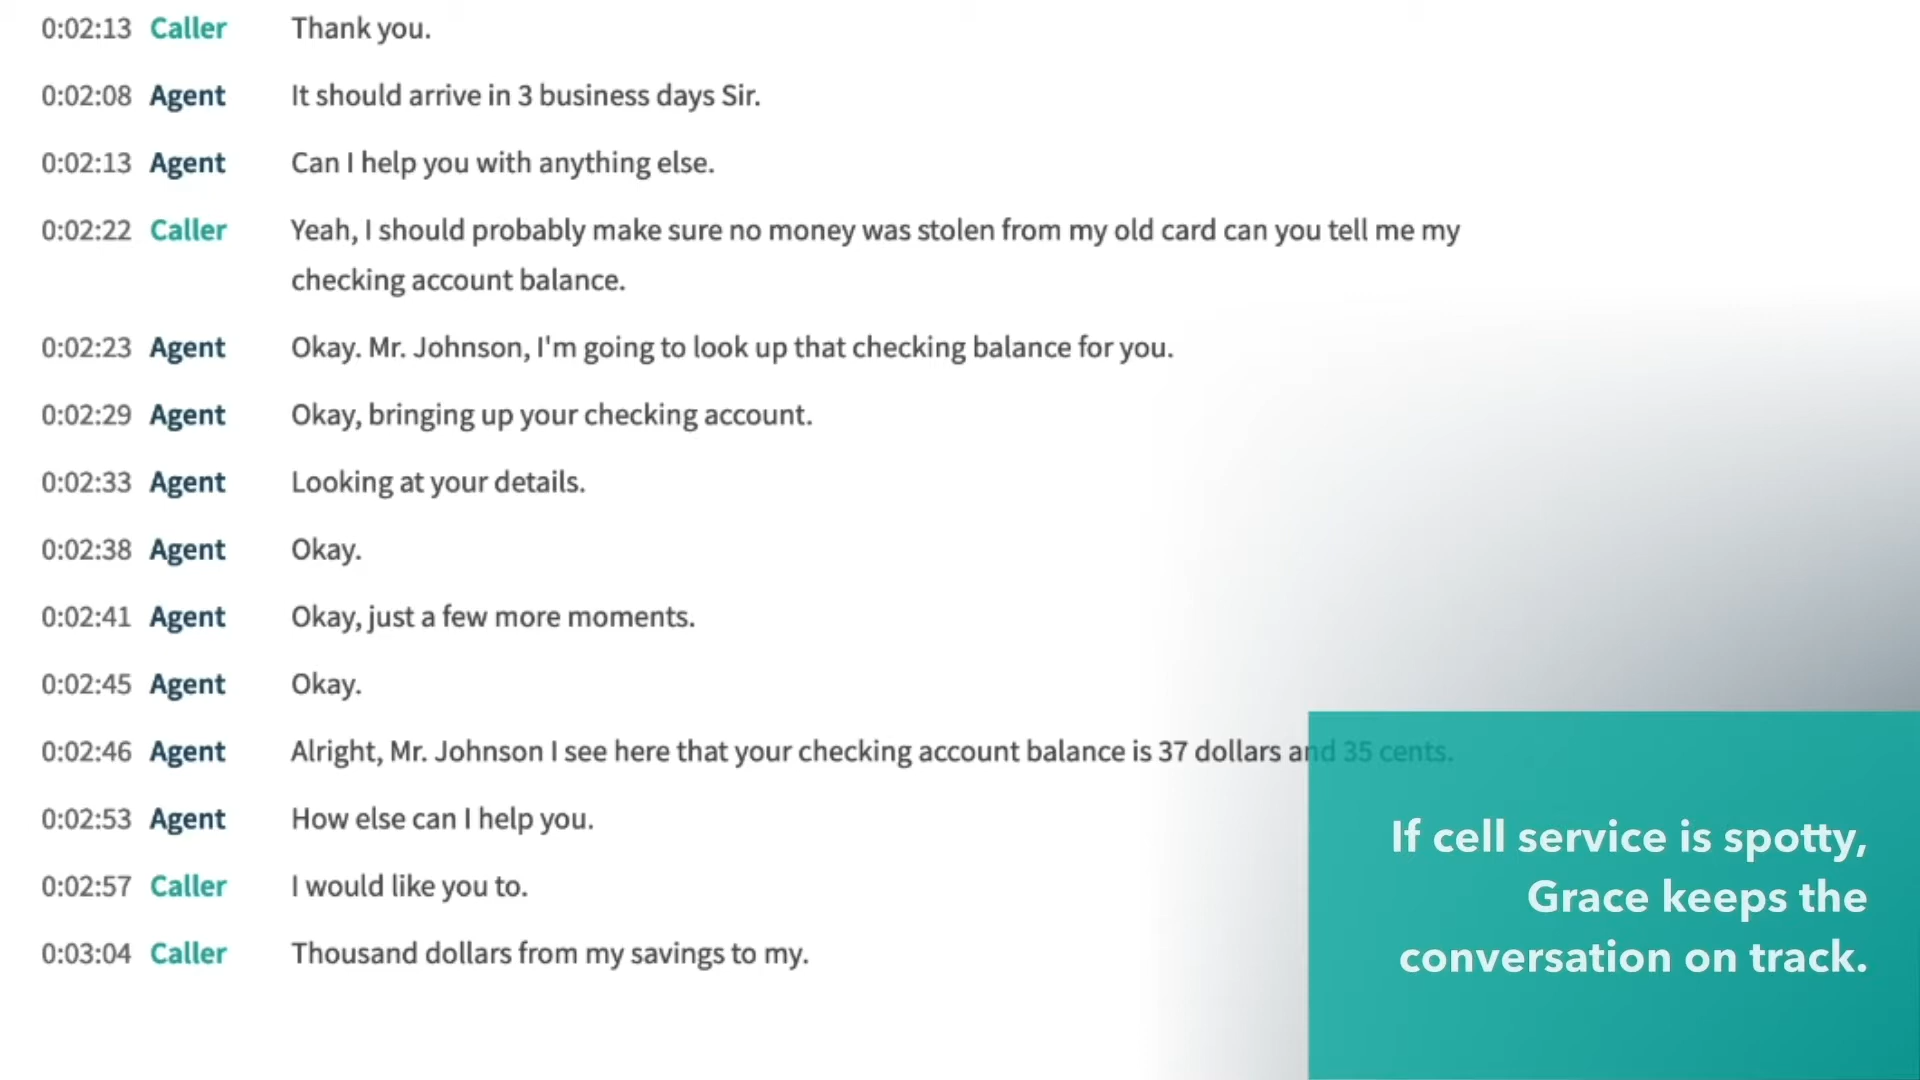 0:02:13 Caller Thank you.
0:02:08 Agent It should arrive in 3 business days Sir.
0:02:13 Agent Can I help you with anything else.
0:02:22 Caller Yeah, I should probably make sure no money was stolen from my old card can you tell me my
checking account balance.
0:02:23 Agent Okay. Mr. Johnson, I'm going to look up that checking balance for you.
0:02:29 Agent Okay, bringing up your checking account.
0:02:33 Agent Looking at your details.
0:02:38 Agent Okay.
0:02:41 Agent Okay, just a few more moments.
0:02:45 Agent Okay.
0:02:46 Agent Alright, Mr. Johnson I see here that your checking account balance is 37 dollars and 35 cents.
0:02:53 Agent How else can I help you.
0:02:57 Caller I would like you to.
0:03:04 Caller Thousand dollars from my savings to my.
If cell service is spotty,
Grace keeps the
conversation on track.